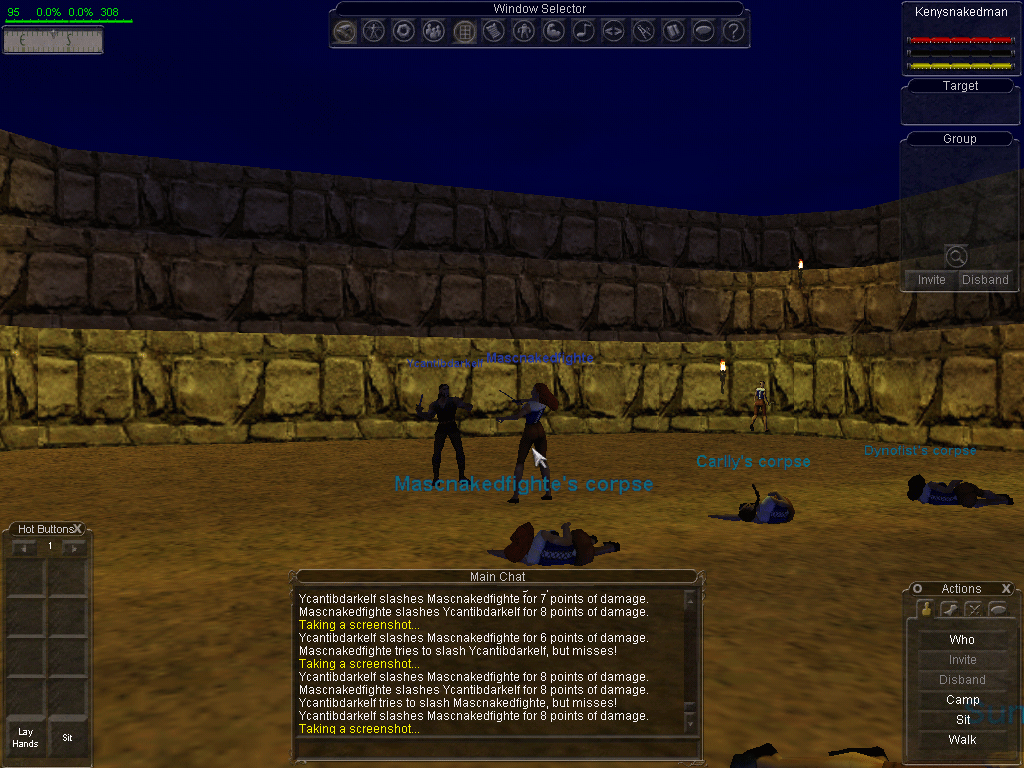 95 0.0% 0.0% 308
E S
Window Selector
Kenysnakedman
Target
Group
Invite Disband
Mascnakedfighte
Mascnakedfighte's corpse
Carlly's corpse
Hot Buttons X
1
Lay Hands
Sit
Main Chat
Ycantibdarkelf slashes Mascnakedfighte for 7 points of damage.
Mascnakedfighte slashes Ycantibdarkelf for 8 points of damage.
Taking a screenshot...
Ycantibdarkelf slashes Mascnakedfighte for 6 points of damage.
Mascnakedfighte tries to slash Ycantibdarkelf, but misses!
Taking a screenshot...
Ycantibdarkelf slashes Mascnakedfighte for 8 points of damage.
Mascnakedfighte slashes Ycantibdarkelf for 8 points of damage.
Ycantibdarkelf tries to slash Mascnakedfighte, but misses!
Ycantibdarkelf slashes Mascnakedfighte for 8 points of damage.
Taking a screenshot...
Actions X
Who
Invite
Disband
Camp
Sit
Walk